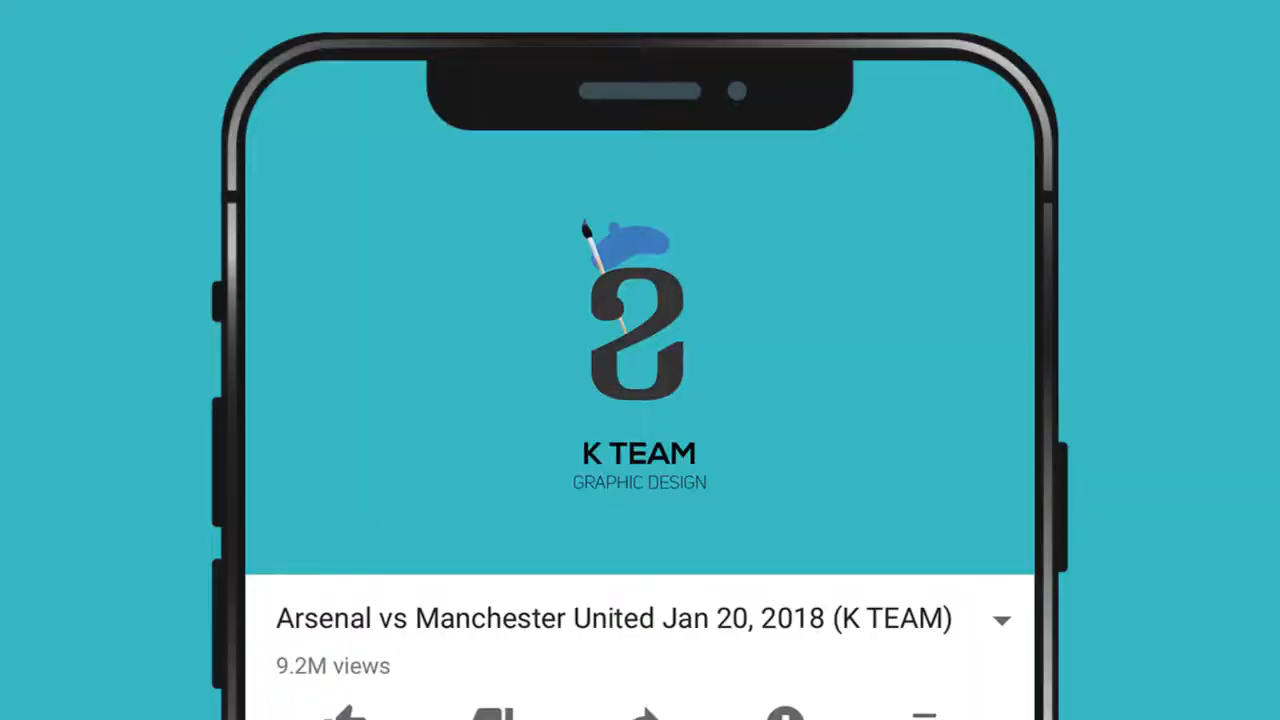 K TEAM
GRAPHIC DESIGN
Arsenal vs Manchester United Jan 20, 2018 (K TEAM)
9.2M views